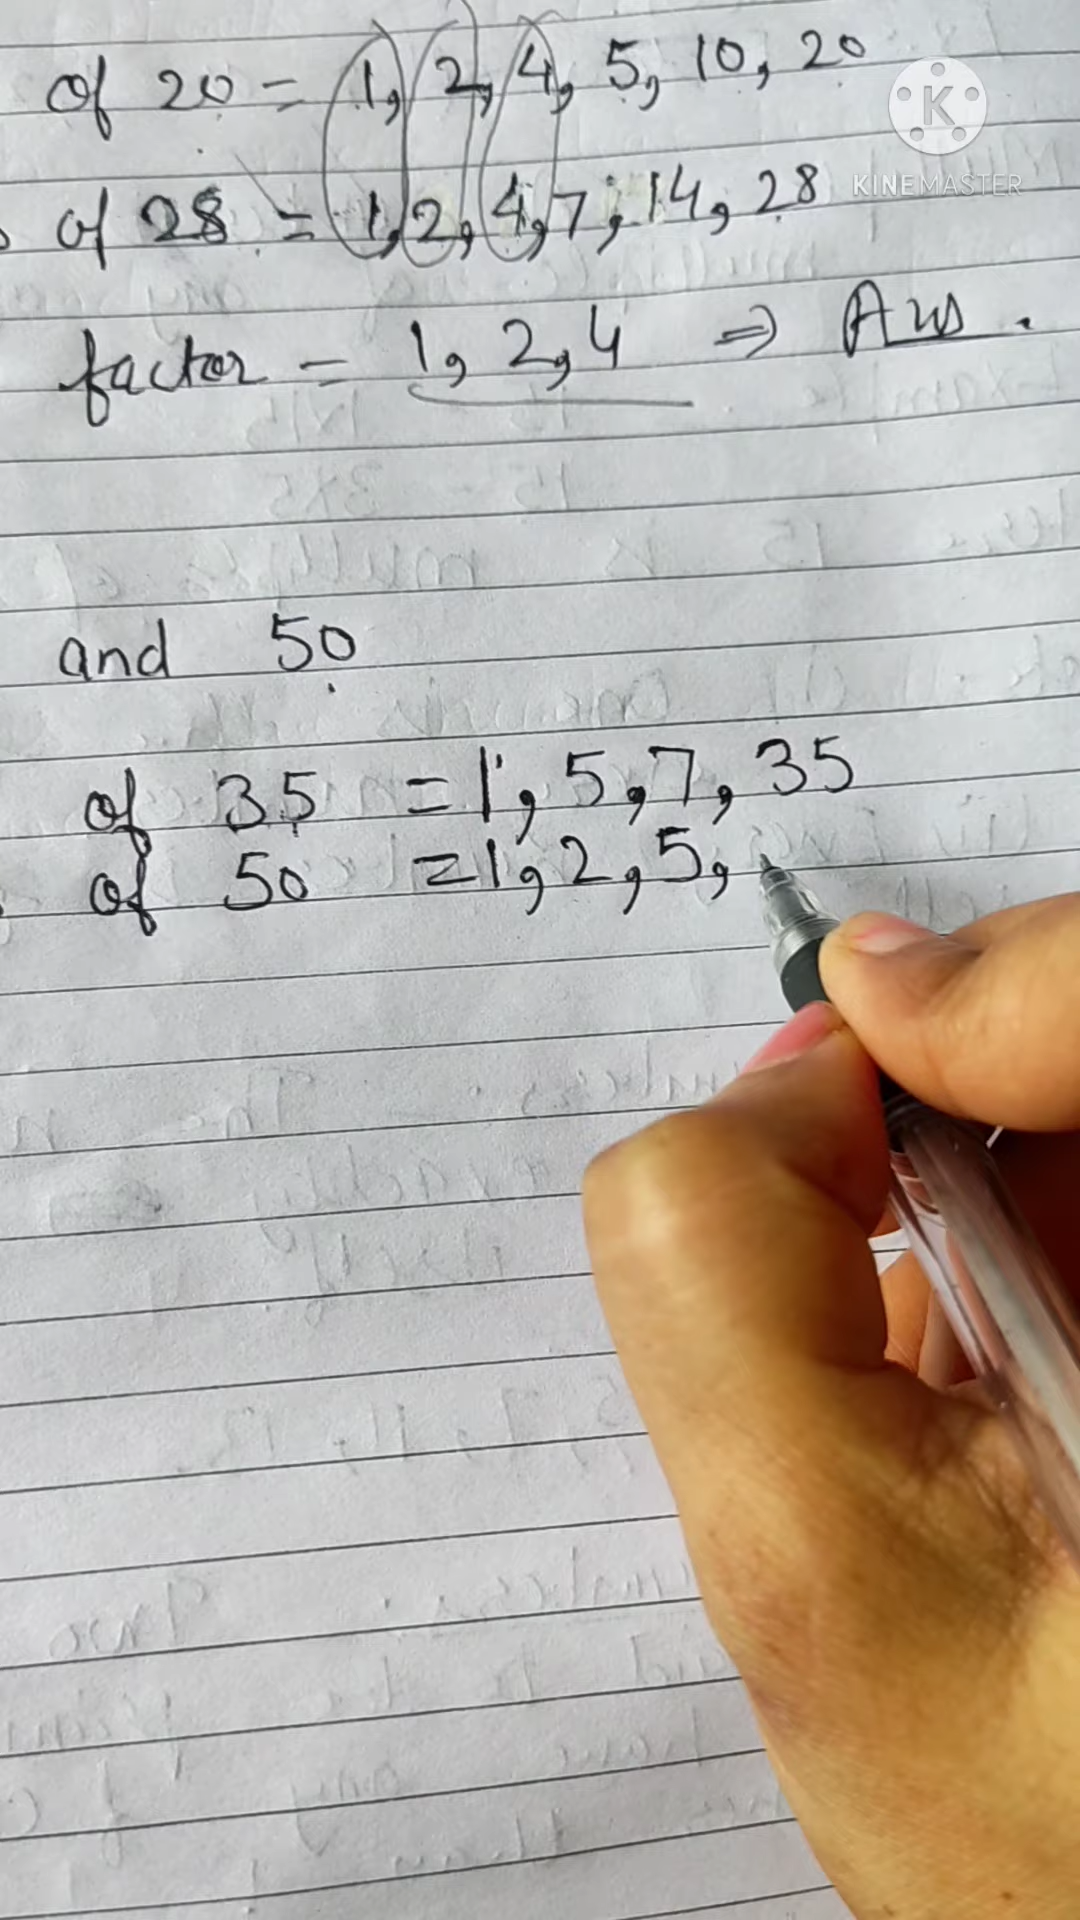 of 20 = 1, 2, 4, 5, 10, 20
K
KINEMASTER
of 28 = 1, 2, 4, 7, 14, 28
factor = 1, 2, 4 ⇒ Ans.
and 50
of 35 = 1, 5, 7, 35
of 50 = 1, 2, 5,